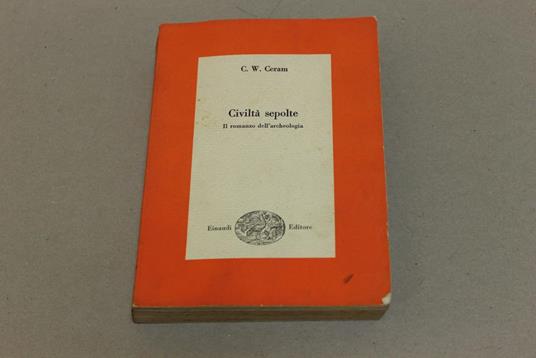 C. W. Ceram
Civiltà sepolte
Il romanzo dell'archeologia
Einaudi Editore